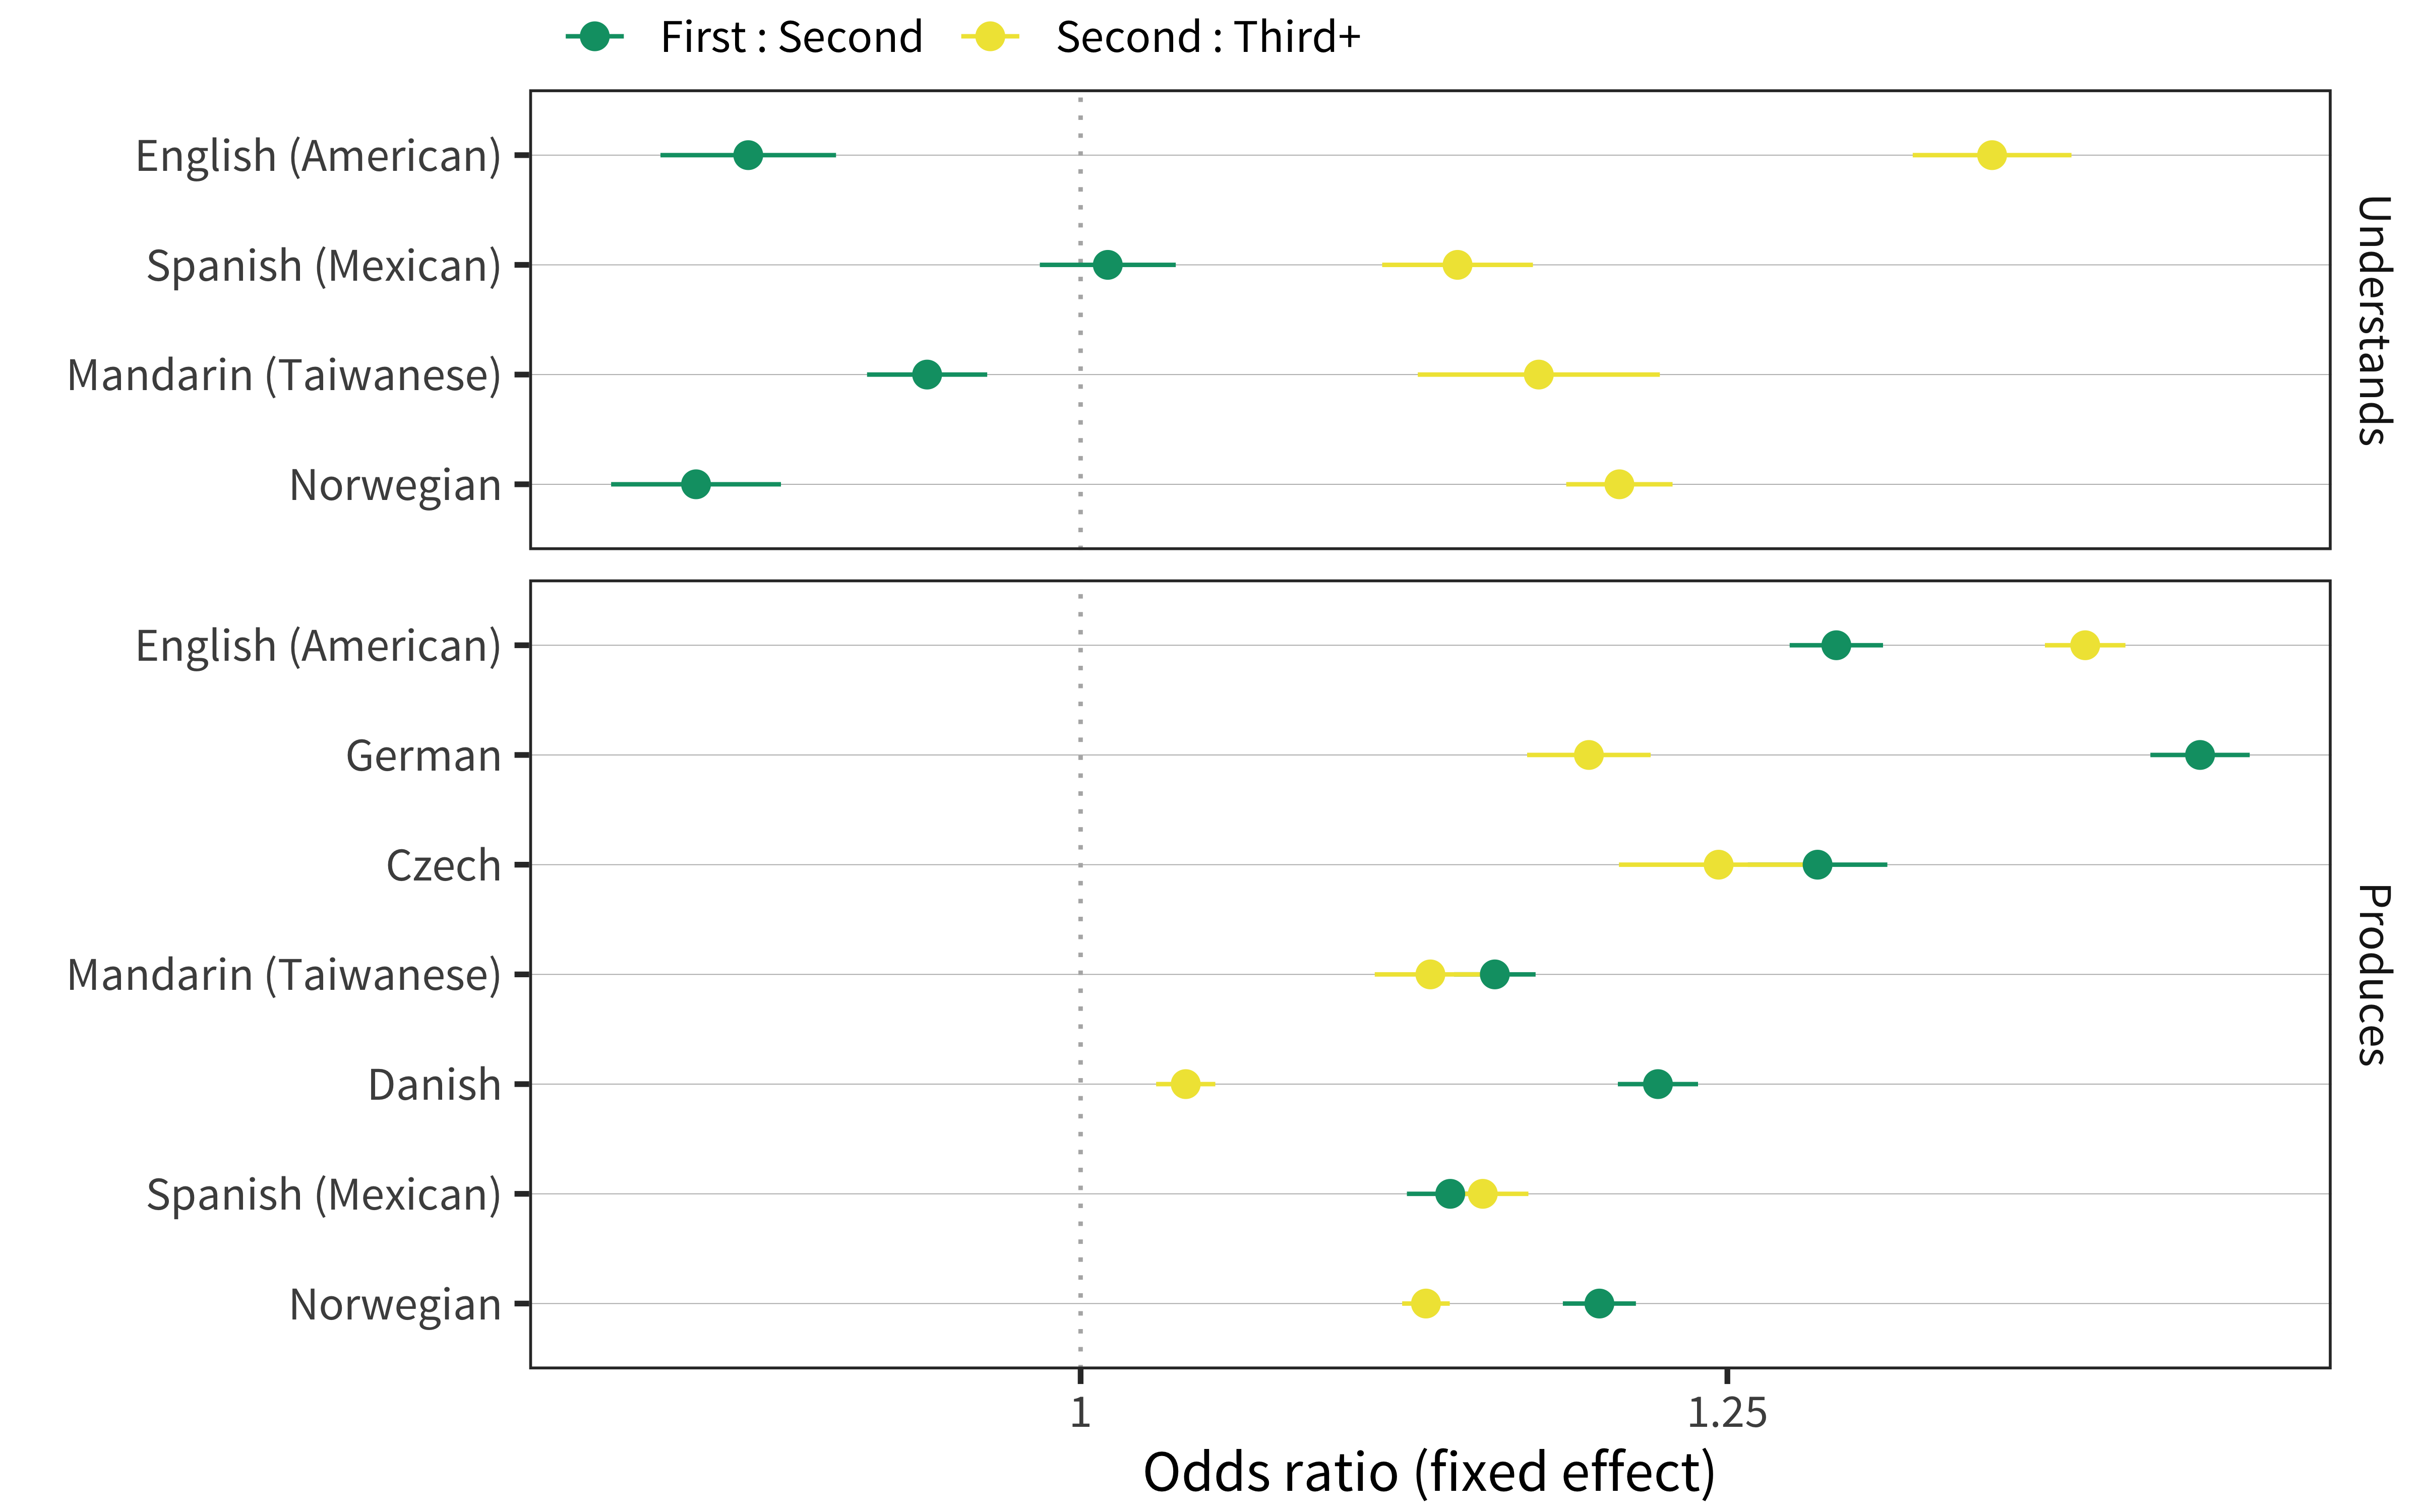 First : Second
Second : Third+
English (American)
Spanish (Mexican)
Mandarin (Taiwanese)
Norwegian
Understands
English (American)
German
Czech
Mandarin (Taiwanese)
Danish
Spanish (Mexican)
Norwegian
Produces
1
1.25
Odds ratio (fixed effect)